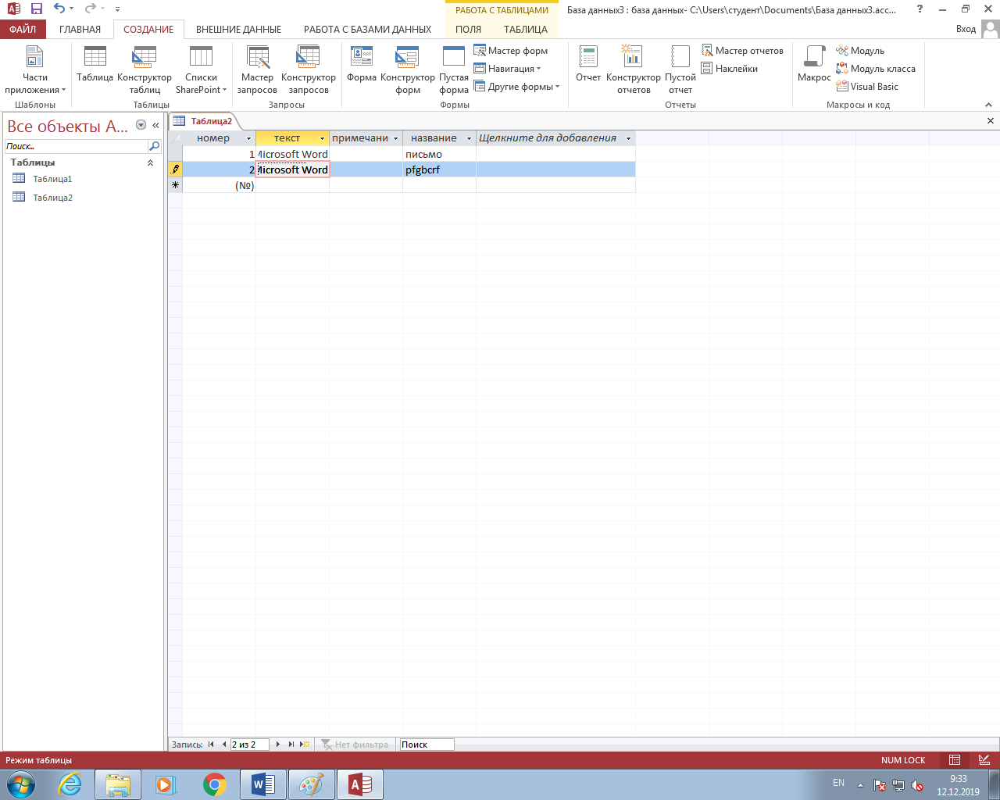 РАБОТА С ТАБЛИЦАМИ
База данных3 : база данных- C:\Users\студент\Documents\База данных3.acc...
ФАЙЛ ГЛАВНАЯ СОЗДАНИЕ ВНЕШНИЕ ДАННЫЕ РАБОТА С БАЗАМИ ДАННЫХ ПОЛЯ ТАБЛИЦА Вход
Части приложения
Шаблоны
Таблица
Конструктор таблиц
Списки SharePoint
Таблицы
Мастер запросов
Конструктор запросов
Запросы
Форма
Конструктор форм
Пустая форма
Мастер форм
Навигация
Другие формы
Формы
Отчет
Конструктор отчетов
Пустой отчет
Мастер отчетов
Наклейки
Отчеты
Макрос
Модуль
Модуль класса
Visual Basic
Макросы и код
Все объекты A...
Поиск...
Таблицы
Таблица1
Таблица2
Таблица2
номер текст примечани название Щелкните для добавления
1 Microsoft Word письмо
2 Microsoft Word pfgbcrf
(№)
Запись: 2 из 2 Нет фильтра Поиск
Режим таблицы NUM LOCK
EN 9:33
12.12.2019